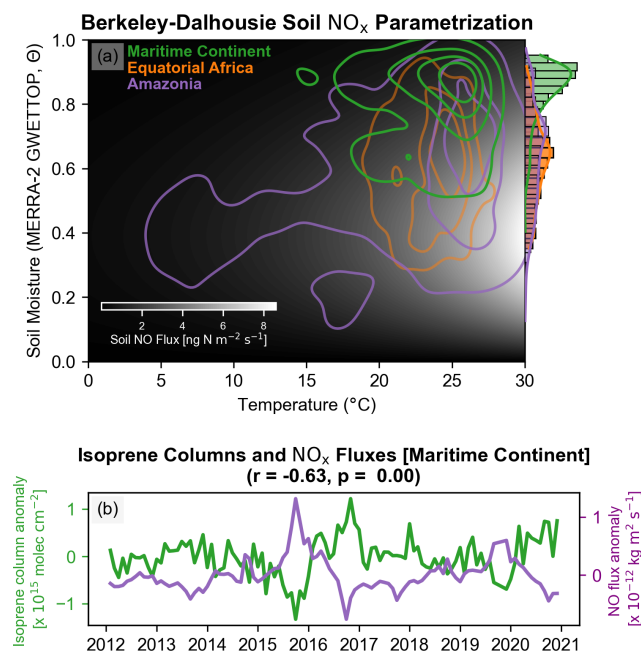 Berkeley-Dalhousie Soil NOx Parametrization
1.0
(a)
Maritime Continent
Equatorial Africa
Amazonia
0.8
0.6
0.4
0.2
0.0
Soil Moisture (MERRA-2 GWETTOP, Θ)
2 4 6 8
Soil NO Flux [ng N m−2 s−1]
0 5 10 15 20 25 30
Temperature (°C)
Isoprene Columns and NOx Fluxes [Maritime Continent]
(r = -0.63, p = 0.00)
(b)
Isoprene column anomaly
[x 10^15 molec cm−2]
1
0
−1
1
0
NO flux anomaly
[x 10^−12 kg m^2 s^−1]
2012 2013 2014 2015 2016 2017 2018 2019 2020 2021